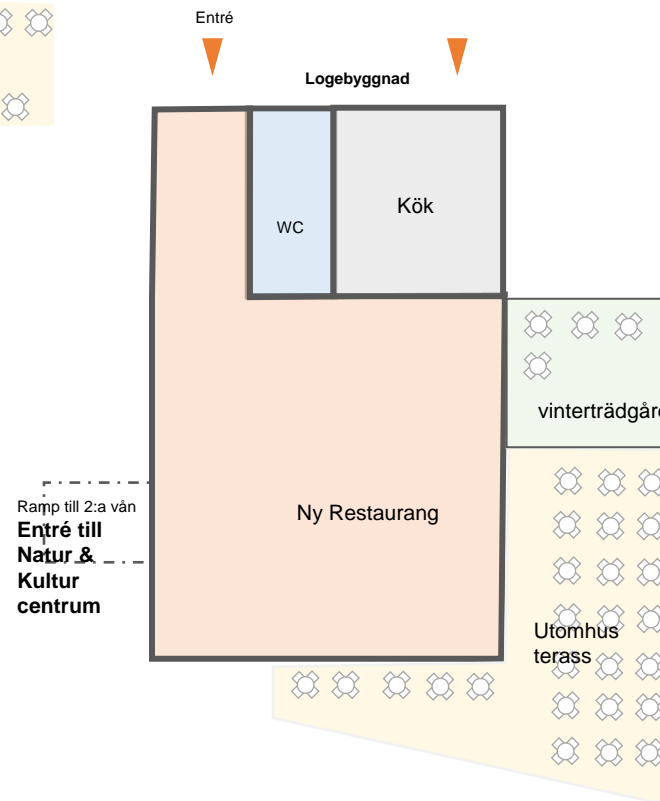 Entré
Logebyggnad
Kök
WC
vinterträdgår
Ramp till 2:a vån
Entré till
Natur &
Kultur
centrum
Ny Restaurang
Utomhus
terass